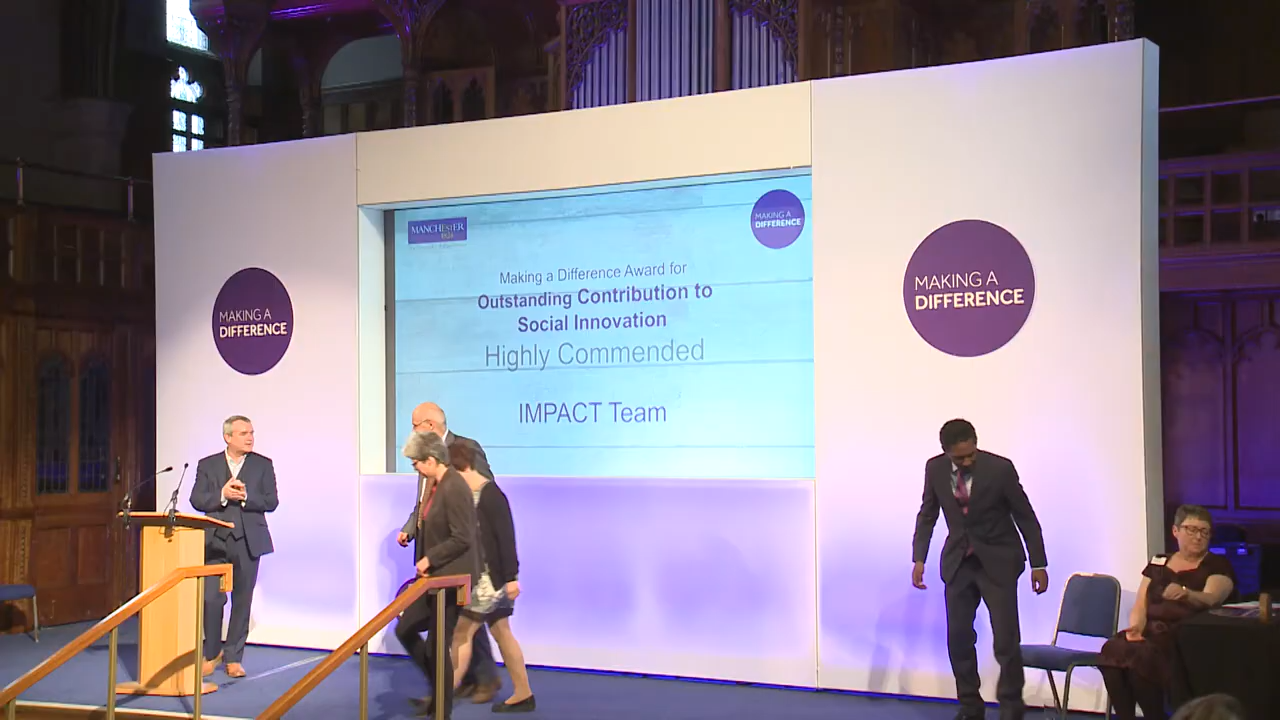 MANCHESTER
1824
MAKING A
DIFFERENCE
Making a Difference Award for
Outstanding Contribution to
Social Innovation
Highly Commended
IMPACT Team
MAKING A
DIFFERENCE
MAKING A
DIFFERENCE